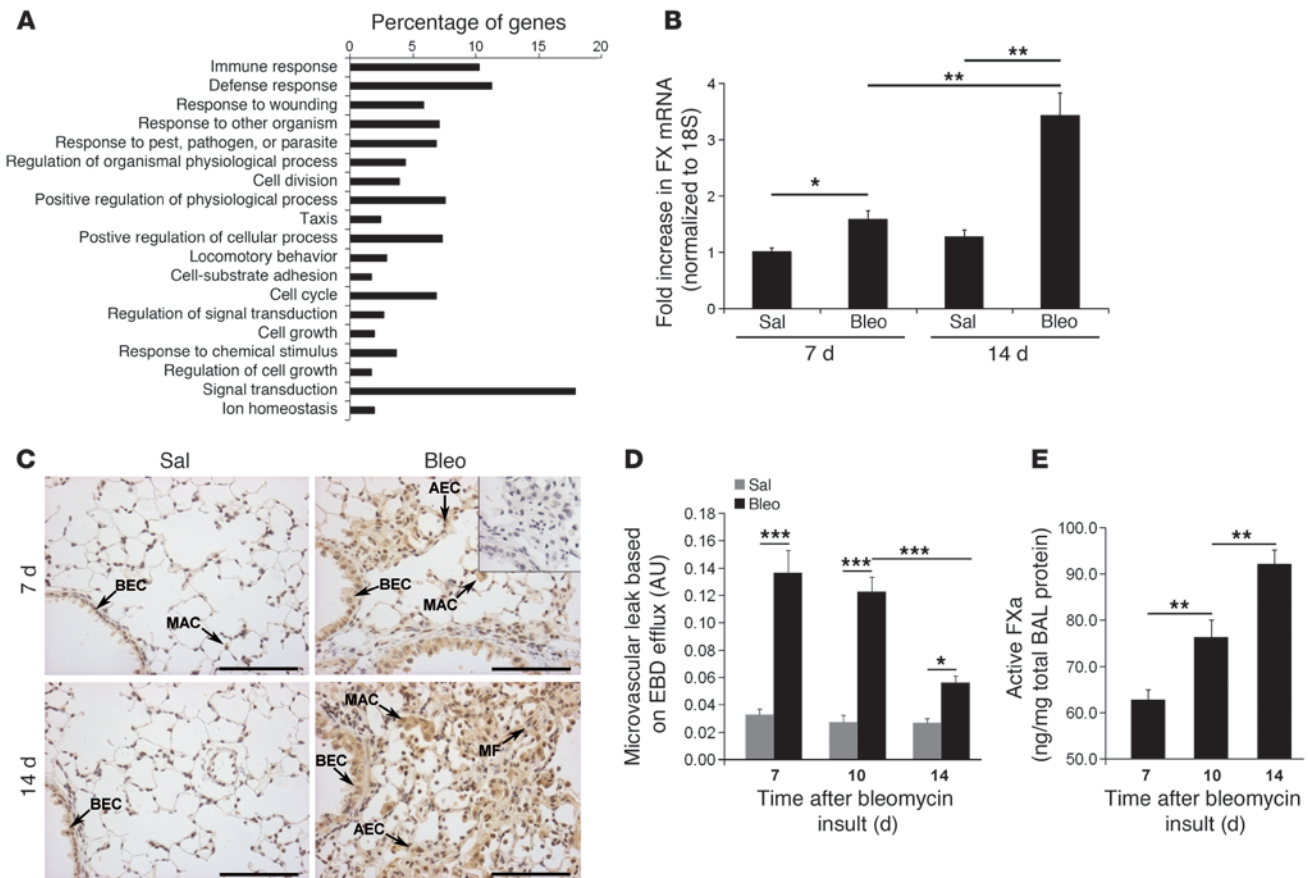 A
Percentage of genes
0 5 10 15 20
Immune response
Defense response
Response to wounding
Response to other organism
Response to pest, pathogen, or parasite
Regulation of organismal physiological process
Cell division
Positive regulation of physiological process
Taxis
Postive regulation of cellular process
Locomotory behavior
Cell-substrate adhesion
Cell cycle
Regulation of signal transduction
Cell growth
Response to chemical stimulus
Regulation of cell growth
Signal transduction
Ion homeostasis
B
Fold increase in FX mRNA
(normalized to 18S)
4
3
2
1
0
*
**
**
Sal Bleo Sal Bleo
7 d 14 d
C
Sal Bleo
7 d
BEC
MAC
AEC
BEC
MAC
14 d
BEC
MAC
MF
BEC
AEC
D
Sal
Bleo
Microvascular leak based
on EBD efflux (AU)
0.18
0.16
0.14
0.12
0.10
0.08
0.06
0.04
0.02
0.00
***
***
***
*
7 10 14
Time after bleomycin
insult (d)
E
Active FXa
(ng/mg total BAL protein)
100.0
90.0
80.0
70.0
60.0
50.0
**
**
7 10 14
Time after bleomycin
insult (d)